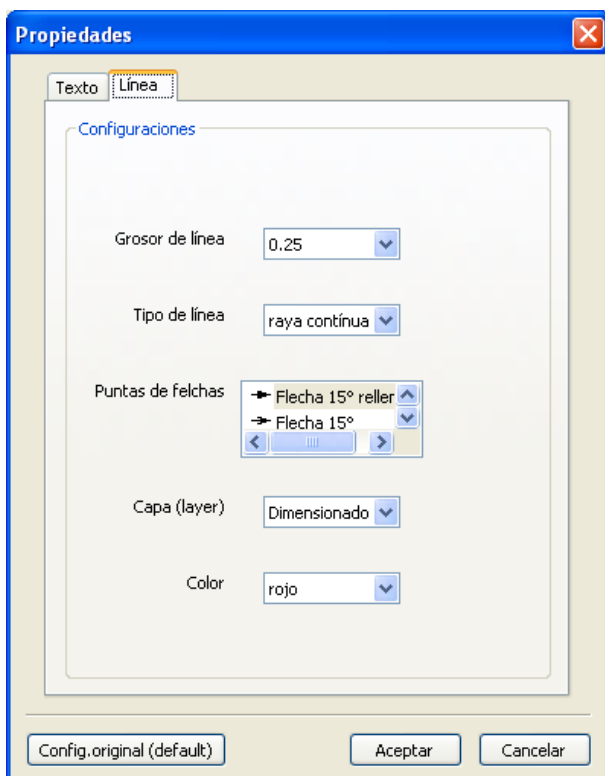 Propiedades
Texto
Línea
Configuraciones
Grosor de línea
0.25
Tipo de línea
raya contínua
Puntas de felchas
Flecha 15° reller
Flecha 15°
Capa (layer)
Dimensionado
Color
rojo
Config.original (default)
Aceptar
Cancelar